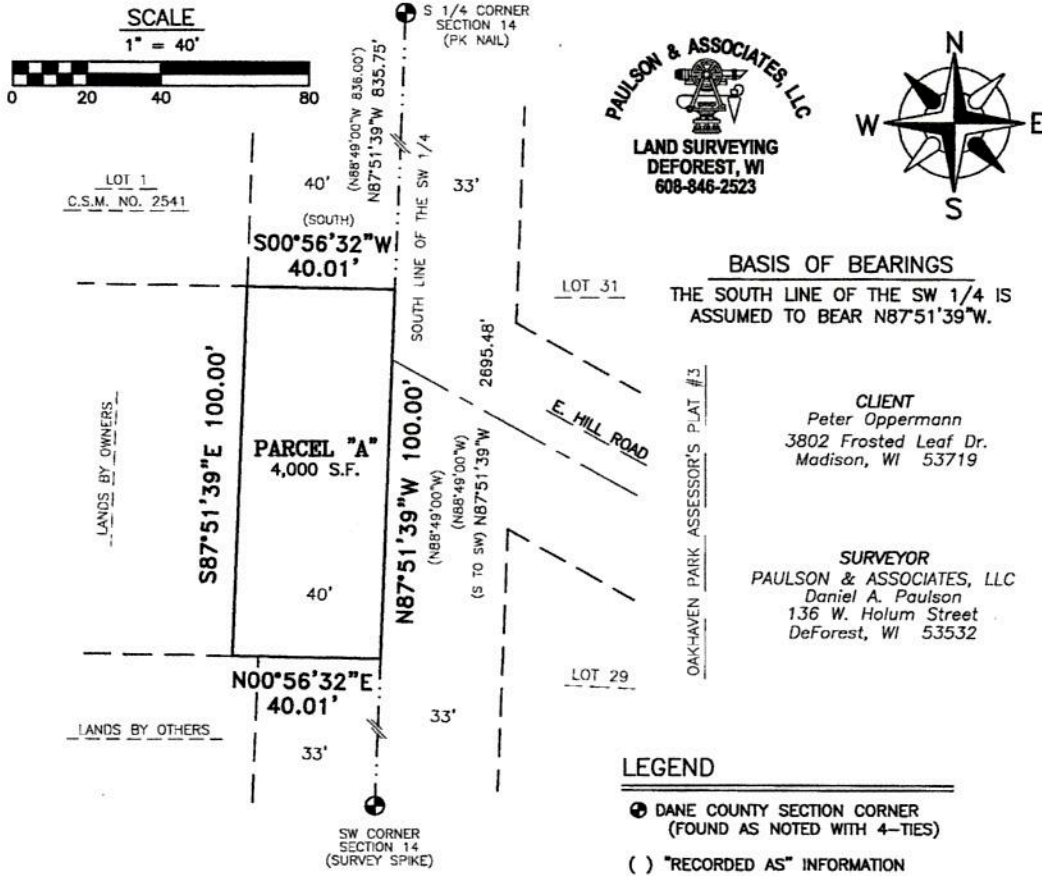 SCALE
1" = 40'
0 20 40 80
S 1/4 CORNER
SECTION 14
(PK NAIL)
PAULSON & ASSOCIATES, LLC
LAND SURVEYING
DEFOREST, WI
608-846-2523
N
W E
S
LOT 1
C.S.M. NO. 2541
40'
(N88°49'00"W 836.00')
N87°51'39"W 835.75'
SOUTH LINE OF THE SW 1/4
33'
(SOUTH)
S00°56'32"W
40.01'
LOT 31
BASIS OF BEARINGS
THE SOUTH LINE OF THE SW 1/4 IS
ASSUMED TO BEAR N87°51'39"W.
LANDS BY OWNERS
S87°51'39"E 100.00'
PARCEL "A"
4,000 S.F.
40'
N87°51'39"W 100.00'
(N88°49'00"W)
(N88°49'00"W)
(S TO SW) N87°51'39"W
2695.48'
E. HILL ROAD
OAKHAVEN PARK ASSESSOR'S PLAT #3
CLIENT
Peter Oppermann
3802 Frosted Leaf Dr.
Madison, WI 53719
SURVEYOR
PAULSON & ASSOCIATES, LLC
Daniel A. Paulson
136 W. Holum Street
DeForest, WI 53532
LOT 29
N00°56'32"E
40.01'
LANDS BY OTHERS
33'
33'
SW CORNER
SECTION 14
(SURVEY SPIKE)
LEGEND
DANE COUNTY SECTION CORNER
(FOUND AS NOTED WITH 4-TIES)
( ) "RECORDED AS" INFORMATION